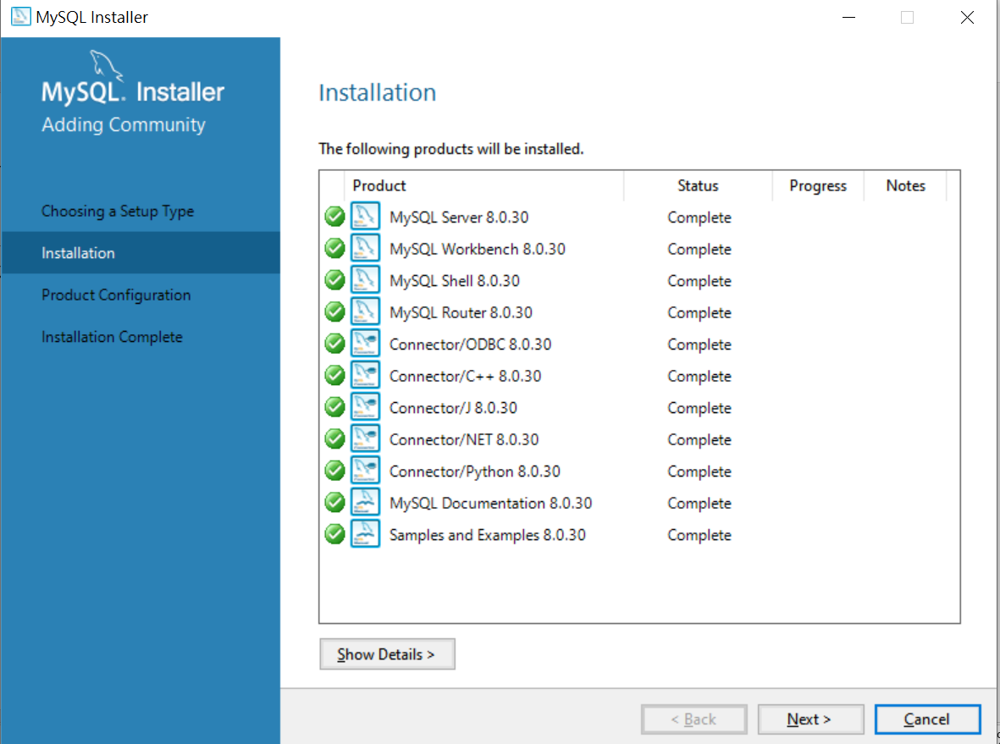 MySQL Installer
MySQL. Installer
Adding Community
Choosing a Setup Type
Installation
Product Configuration
Installation Complete
Installation
The following products will be installed.
Product Status Progress Notes
MySQL Server 8.0.30 Complete
MySQL Workbench 8.0.30 Complete
MySQL Shell 8.0.30 Complete
MySQL Router 8.0.30 Complete
Connector/ODBC 8.0.30 Complete
Connector/C++ 8.0.30 Complete
Connector/J 8.0.30 Complete
Connector/NET 8.0.30 Complete
Connector/Python 8.0.30 Complete
MySQL Documentation 8.0.30 Complete
Samples and Examples 8.0.30 Complete
Show Details >
< Back Next > Cancel